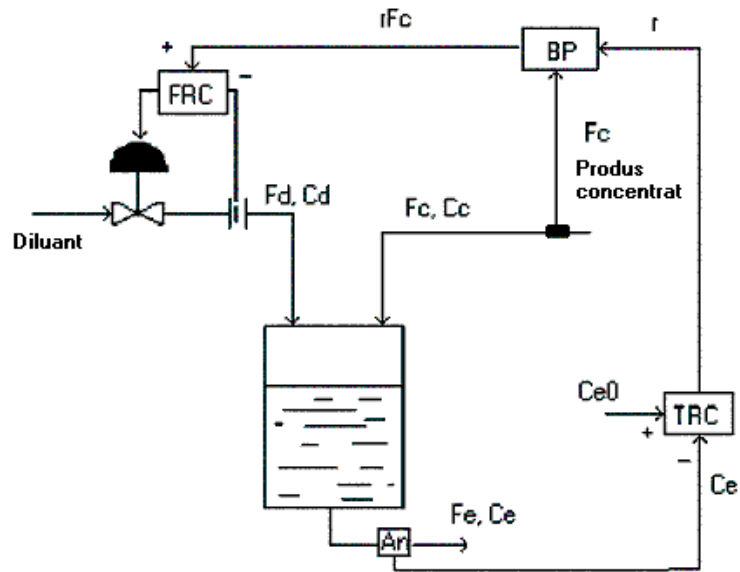 rFc
r
+
BP
FRC
-
Fc
Produs
concentrat
Fd, Cd
Fc, Cc
Diluant
Ce0
TRC
+
-
Ce
Fe, Ce
An